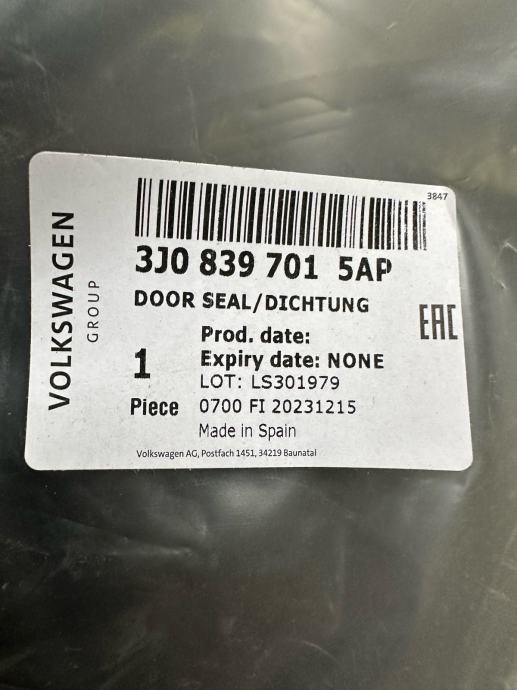 3847
3J0 839 701 5AP
DOOR SEAL/DICHTUNG
EAC
Prod. date:
1
Expiry date: NONE
LOT: LS301979
Piece 0700 FI 20231215
Made in Spain
Volkswagen AG, Postfach 1451, 34219 Baunatal
VOLKSWAGEN
GROUP